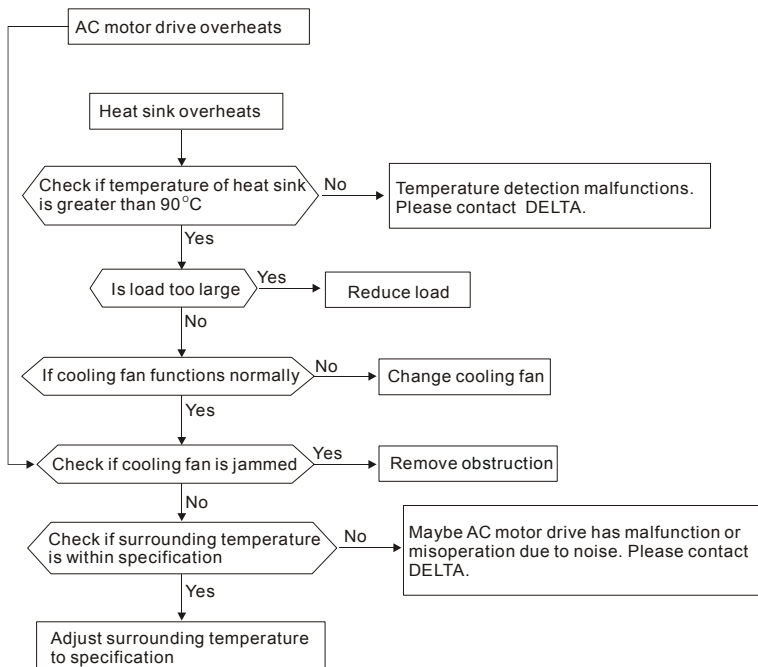 AC motor drive overheats
Heat sink overheats
Check if temperature of heat sink
is greater than 90°C
No
Temperature detection malfunctions.
Please contact DELTA.
Yes
Is load too large
Yes
Reduce load
No
If cooling fan functions normally
No
Change cooling fan
Yes
Check if cooling fan is jammed
Yes
Remove obstruction
No
Check if surrounding temperature
is within specification
No
Maybe AC motor drive has malfunction or
misoperation due to noise. Please contact
DELTA.
Yes
Adjust surrounding temperature
to specification